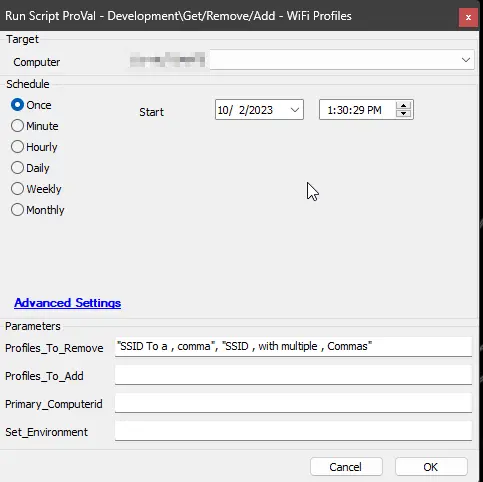 Run Script ProVal - Development\Get/Remove/Add - WiFi Profiles x
Target
Computer
Schedule
Once
Start 10/ 2/2023 1:30:29 PM
Minute
Hourly
Daily
Weekly
Monthly
Advanced Settings
Parameters
Profiles_To_Remove "SSID To a , comma", "SSID , with multiple , Commas"
Profiles_To_Add
Primary_Computerid
Set_Environment
Cancel OK